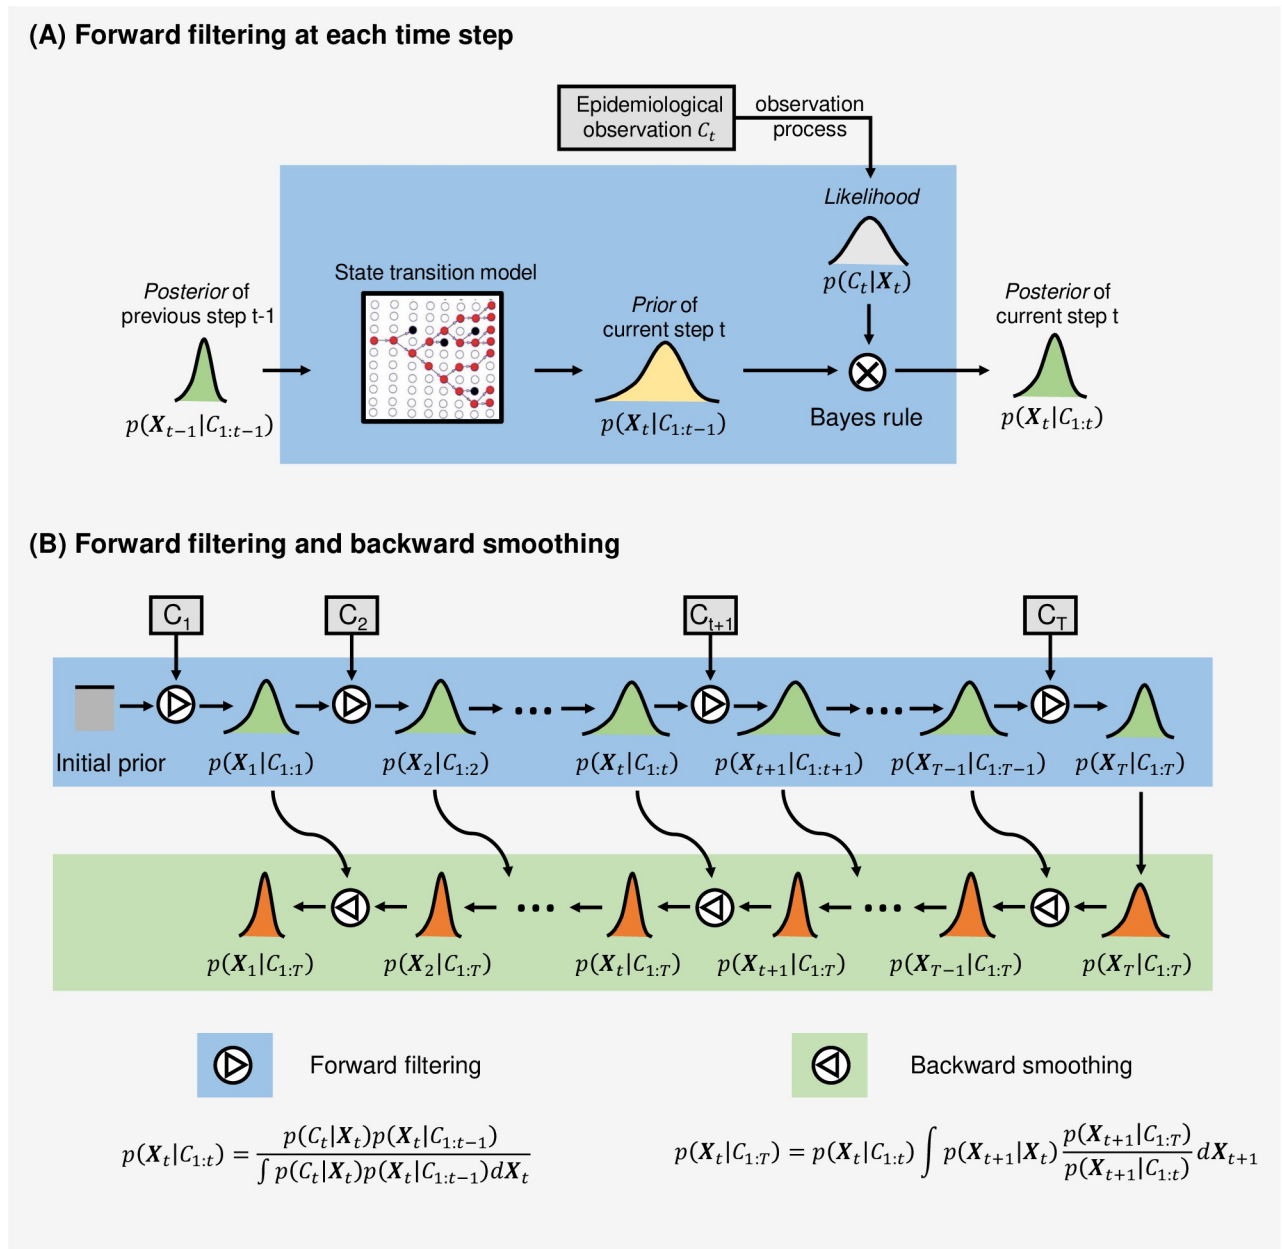 (A) Forward filtering at each time step
Epidemiological
observation C_t
observation
process
Likelihood
p(C_t|X_t)
State transition model
Posterior of
previous step t-1
p(X_{t-1}|C_{1:t-1})
Prior of
current step t
p(X_t|C_{1:t-1})
Bayes rule
Posterior of
current step t
p(X_t|C_{1:t})
(B) Forward filtering and backward smoothing
C_1 C_2 C_{t+1} C_T
Initial prior p(X_1|C_{1:1}) p(X_2|C_{1:2}) ... p(X_t|C_{1:t}) p(X_{t+1}|C_{1:t+1}) ... p(X_{T-1}|C_{1:T-1}) p(X_T|C_{1:T})
p(X_1|C_{1:T}) p(X_2|C_{1:T}) ... p(X_t|C_{1:T}) p(X_{t+1}|C_{1:T}) ... p(X_{T-1}|C_{1:T}) p(X_T|C_{1:T})
Forward filtering
Backward smoothing
p(X_t|C_{1:t}) = \frac{p(C_t|X_t)p(X_t|C_{1:t-1})}{∫ p(C_t|X_t)p(X_t|C_{1:t-1})dX_t}
p(X_t|C_{1:T}) = p(X_t|C_{1:t}) ∫ p(X_{t+1}|X_t) \frac{p(X_{t+1}|C_{1:T})}{p(X_{t+1}|C_{1:t})} dX_{t+1}